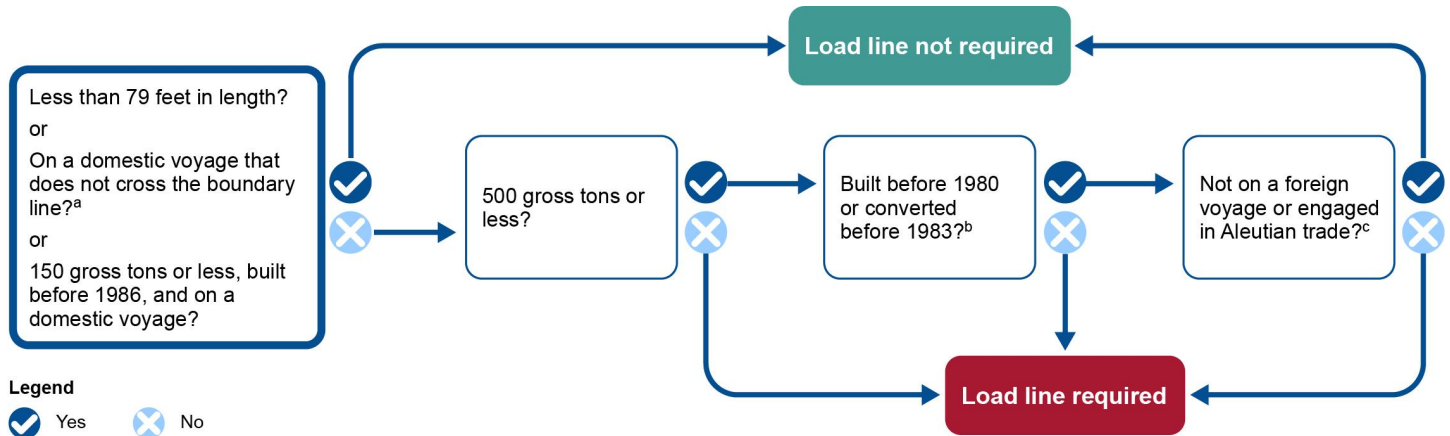 Load line not required
Less than 79 feet in length?
or
On a domestic voyage that
does not cross the boundary
line?a
or
150 gross tons or less, built
before 1986, and on a
domestic voyage?
500 gross tons or
less?
Built before 1980
or converted
before 1983?b
Not on a foreign
voyage or engaged
in Aleutian trade?c
Load line required
Legend
Yes
No